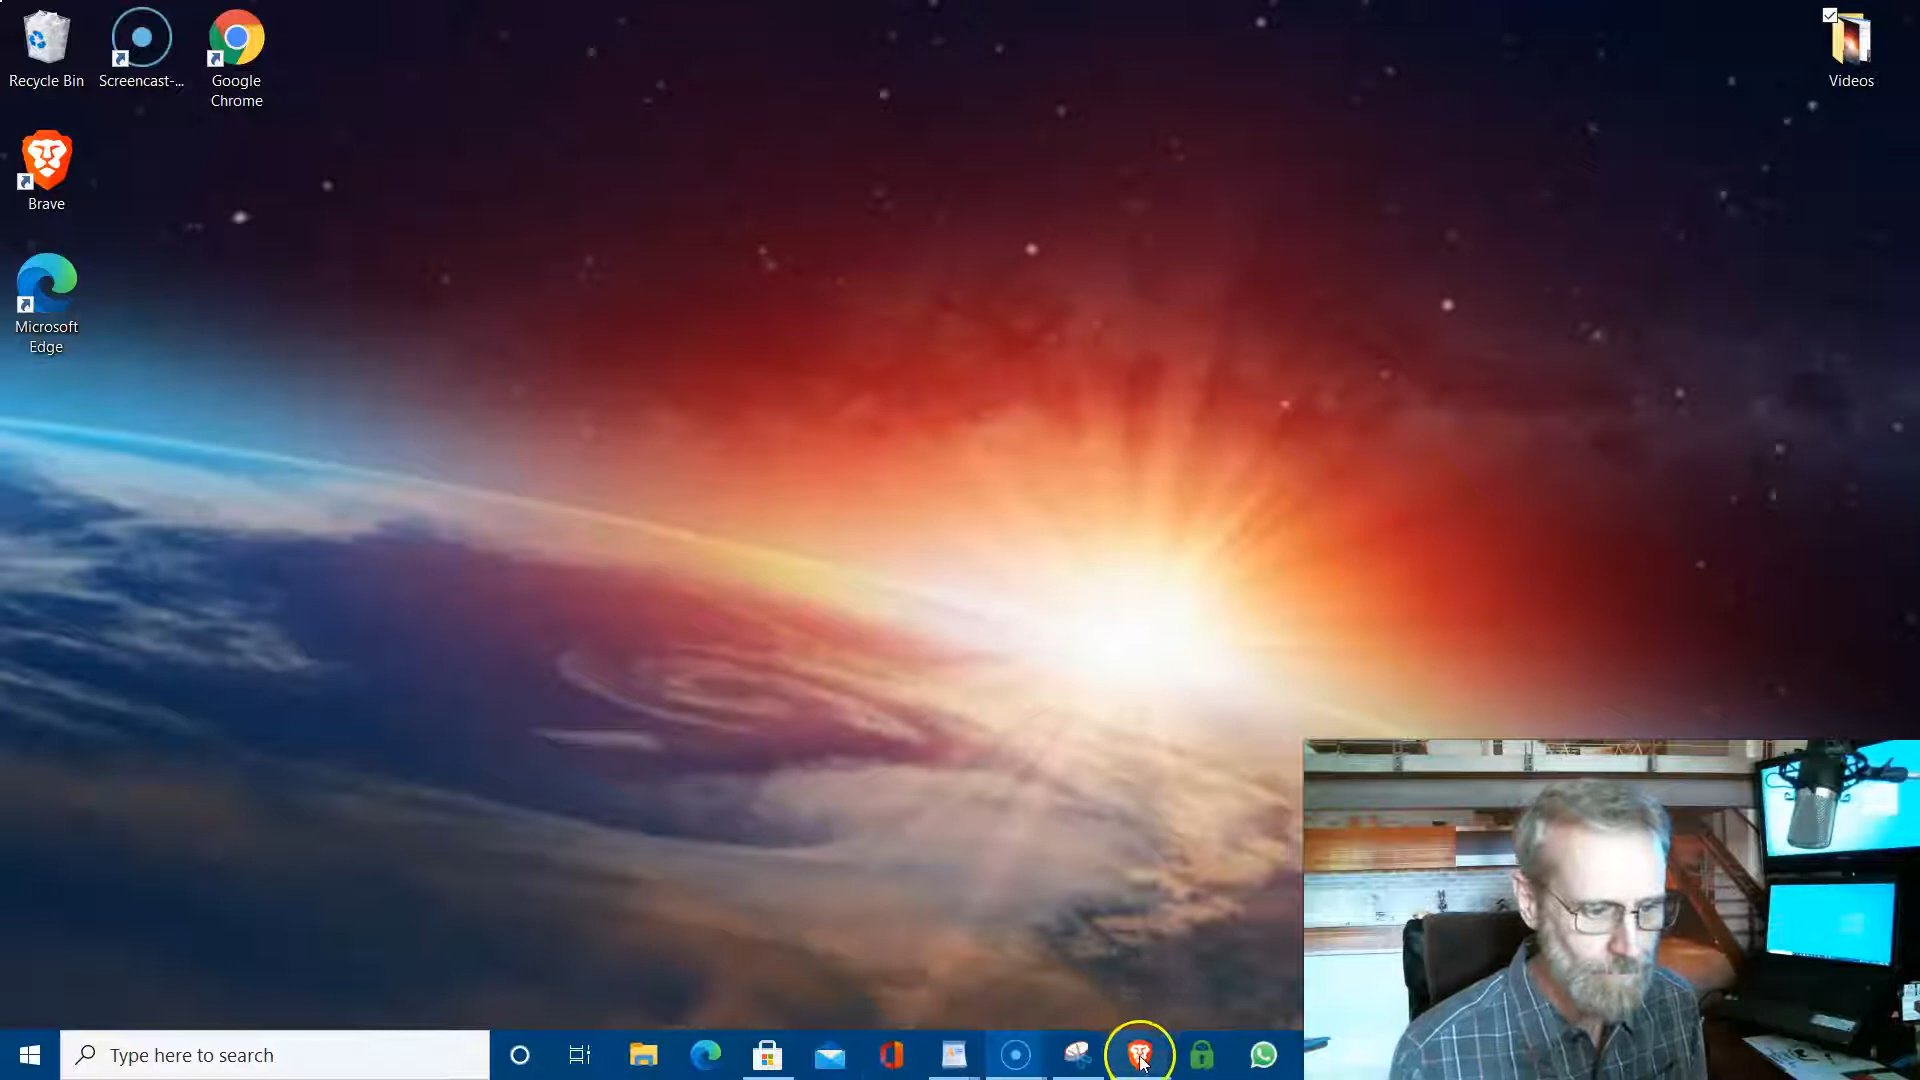 Recycle Bin
Screencast-...
Google
Chrome
Videos
Brave
Microsoft
Edge
Type here to search